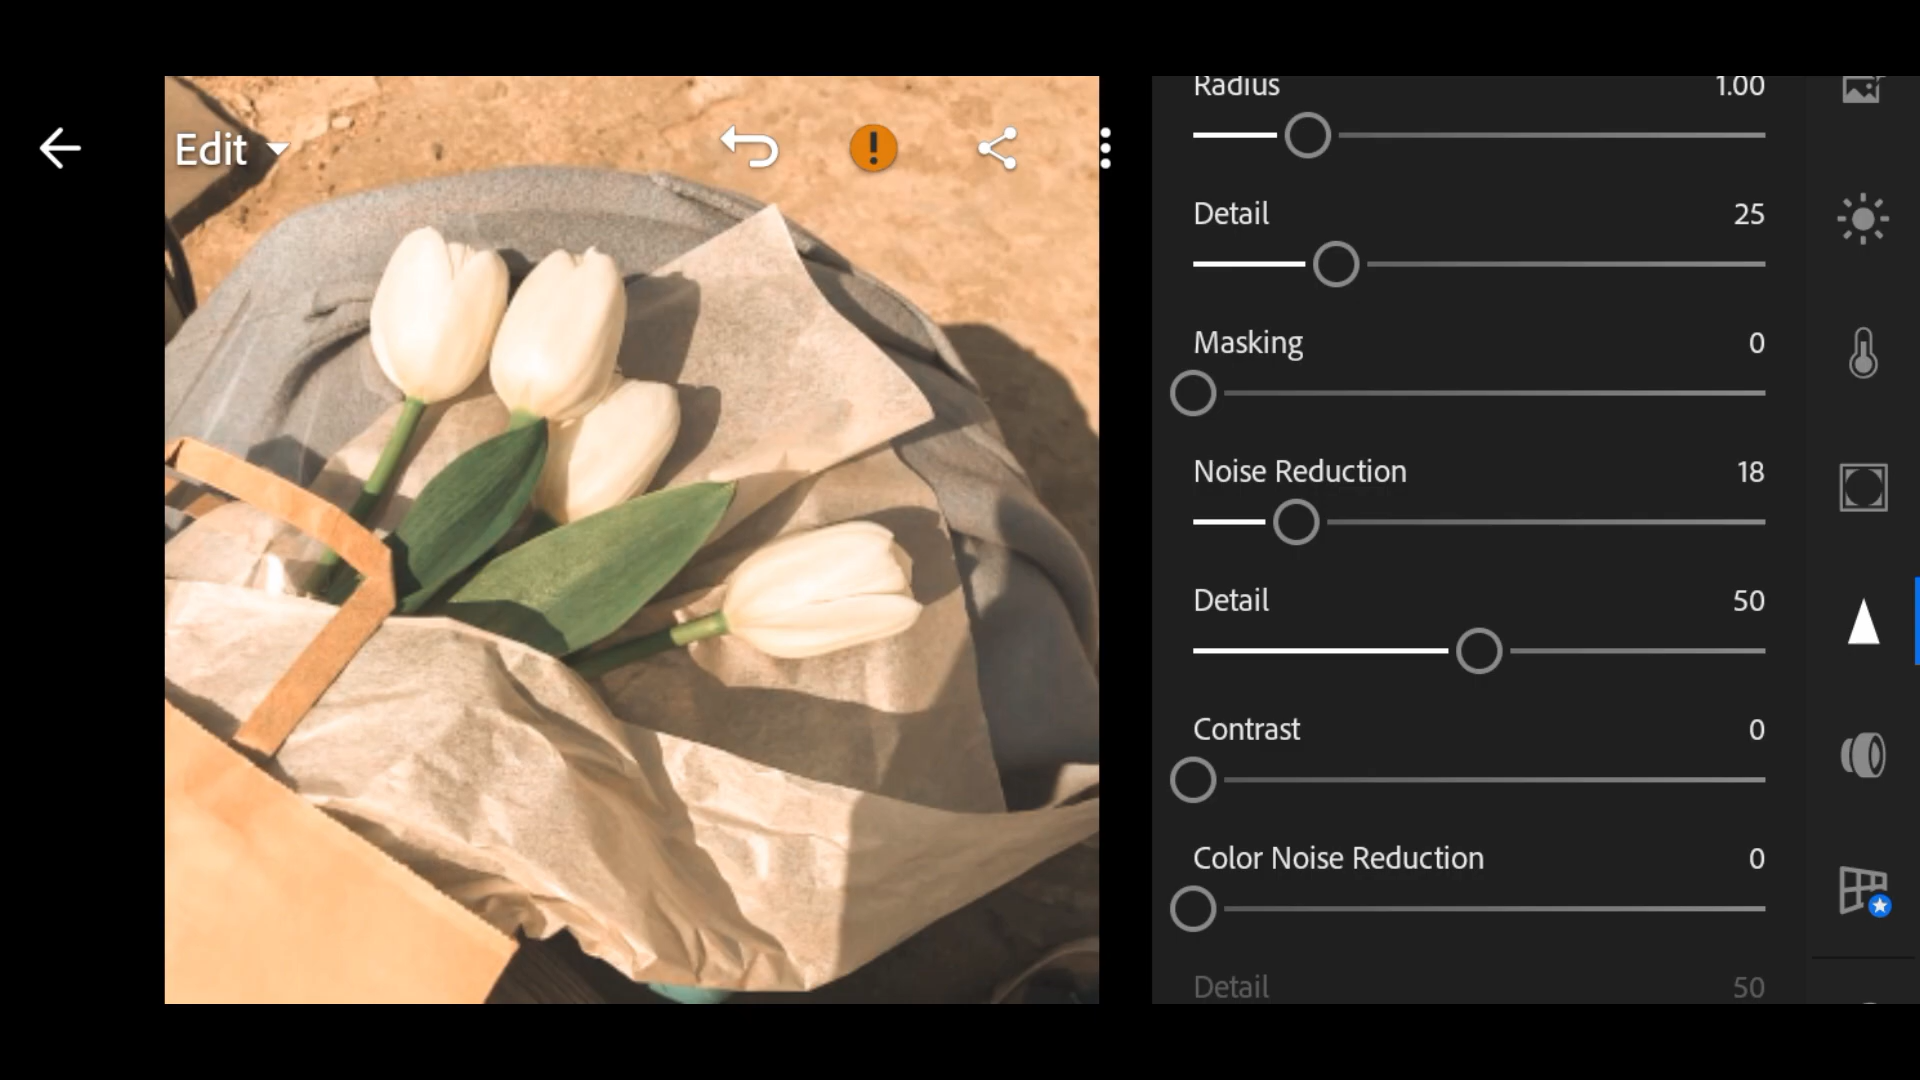 Edit
Radius 1.00
Detail 25
Masking 0
Noise Reduction 18
Detail 50
Contrast 0
Color Noise Reduction 0
Detail 50